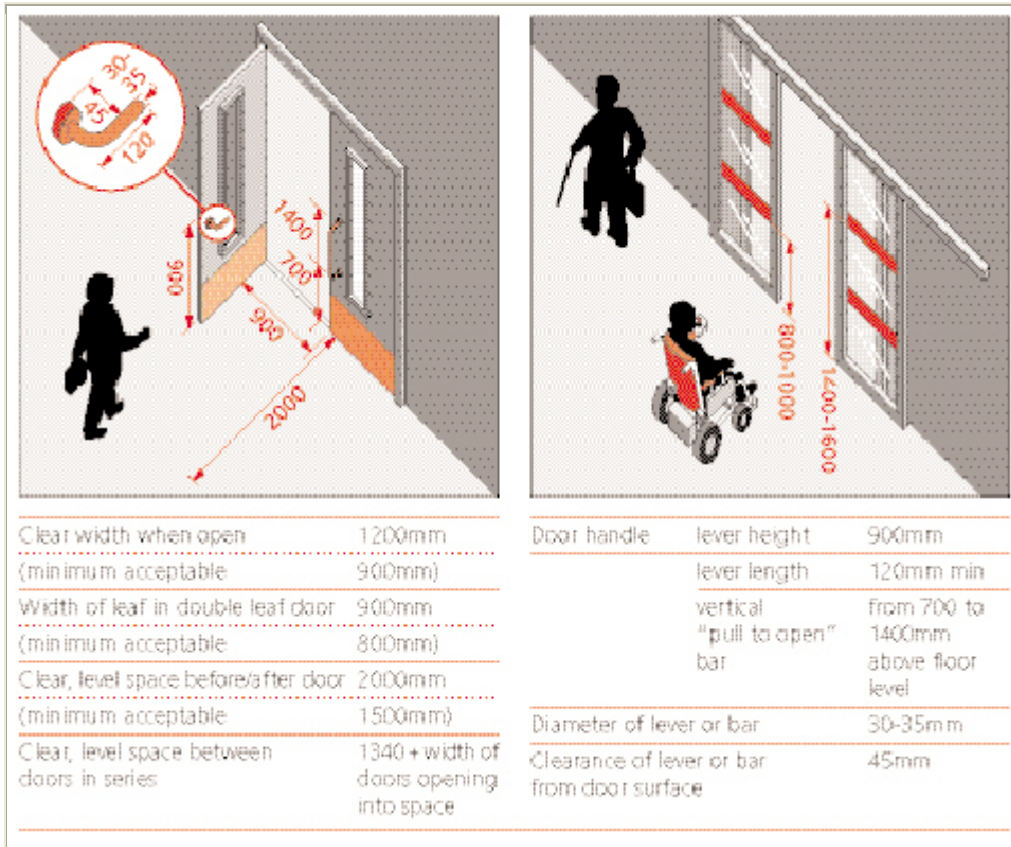 30-
35
45
120
900
1400
700
900
2000
800-1000
1400-1600
Clear width when open 1200mm
(minimum acceptable 900mm)
Width of leaf in double leaf door 900mm
(minimum acceptable 800mm)
Clear, level space before/after door 2000mm
(minimum acceptable 1500mm)
Clear, level space between 1340 + width of
doors in series doors opening
into space
Door handle lever height 900mm
lever length 120mm min
vertical from 700 to
"pull to open" 1400mm
bar above floor
level
Diameter of lever or bar 30-35mm
Clearance of lever or bar 45mm
from door surface